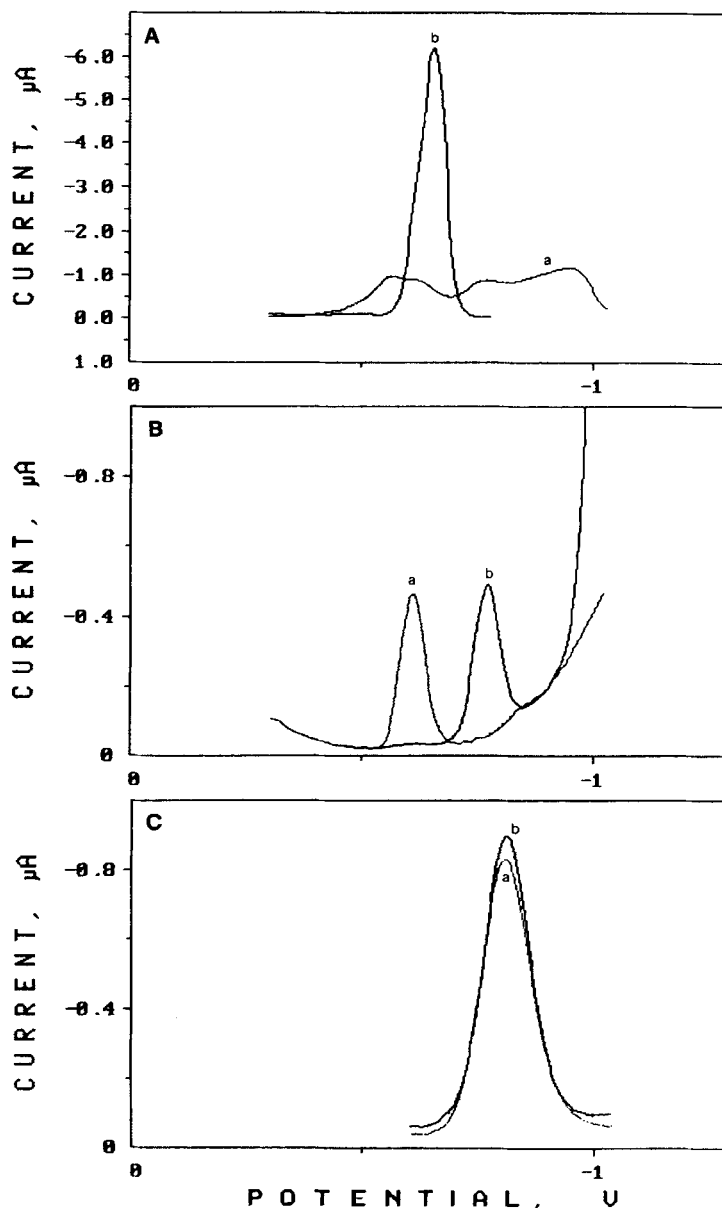 A
b
-6.0
-5.0
-4.0
-3.0
-2.0
a
-1.0
0.0
1.0
CURRENT, µA
0
-1
B
-0.8
a
b
-0.4
0
CURRENT, µA
0
-1
C
b
-0.8
a
-0.4
0
CURRENT, µA
0
-1
POTENTIAL, V